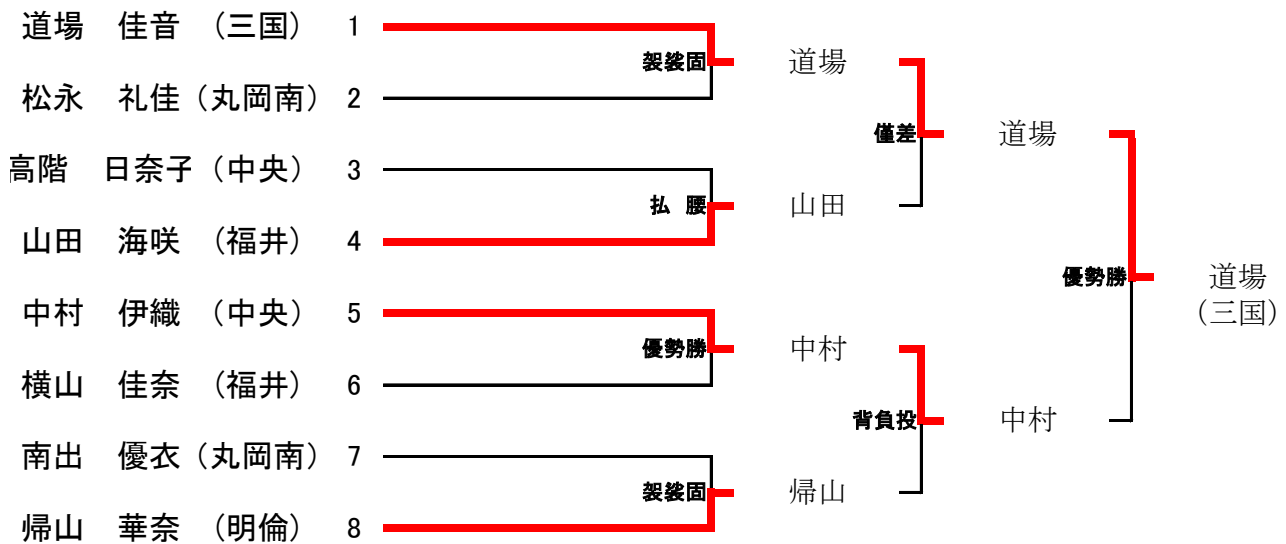 道場　佳音　（三国）　1
袈裟固　道場
松永　礼佳（丸岡南）　2
僅差　道場
高階　日奈子（中央）　3
払　腰　山田
山田　海咲　（福井）　4
優勢勝　道場
（三国）
中村　伊織　（中央）　5
優勢勝　中村
横山　佳奈　（福井）　6
背負投　中村
南出　優衣（丸岡南）　7
袈裟固　帰山
帰山　華奈　（明倫）　8